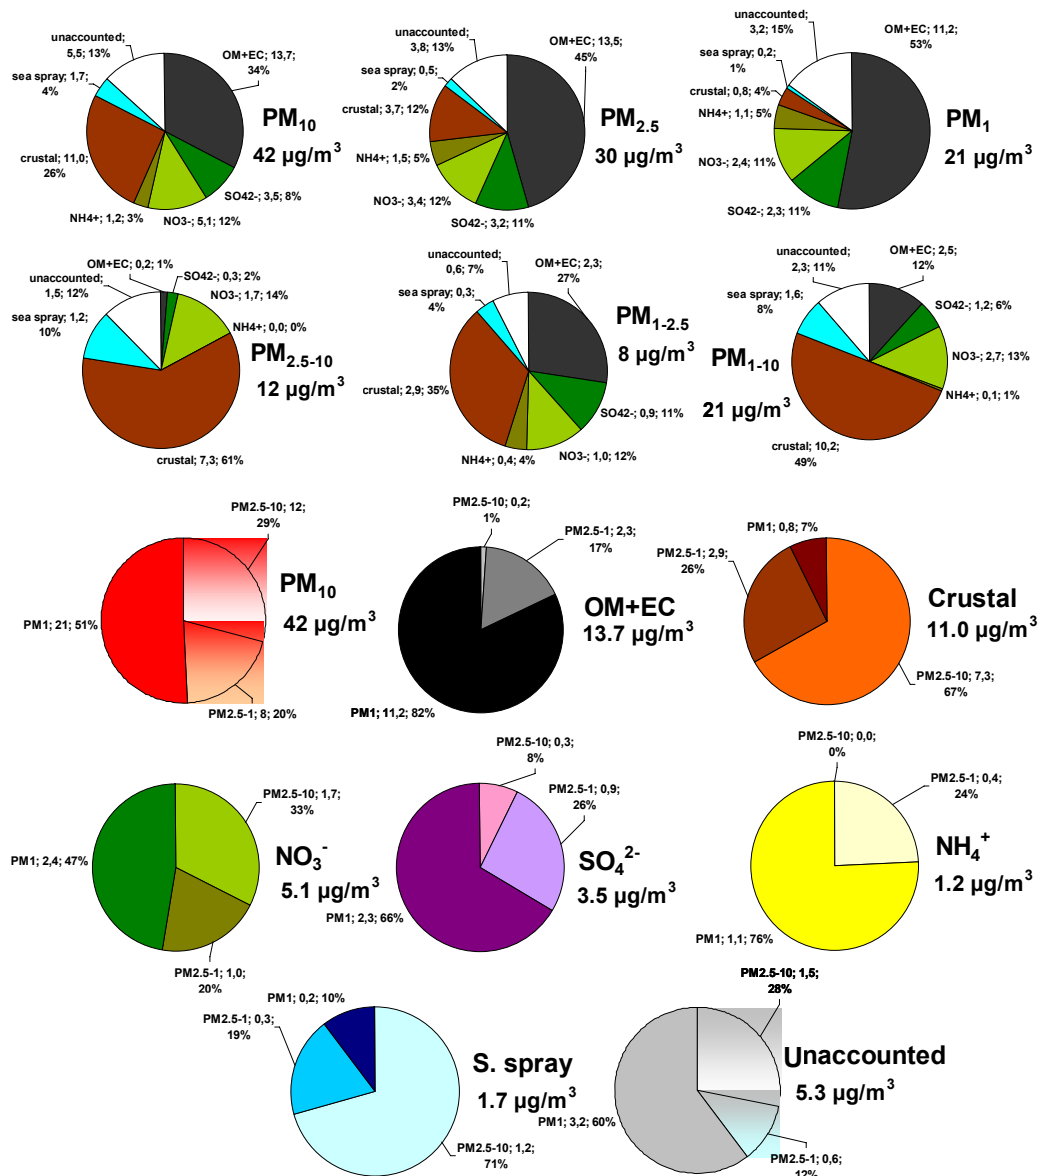 unaccounted;
5,5; 13%
OM+EC; 13,7;
34%
sea spray; 1,7;
4%
crustal; 11,0;
26%
NH4+; 1,2; 3%
NO3-; 5,1; 12%
SO42-; 3,5; 8%
PM10
42 µg/m³
unaccounted;
3,8; 13%
OM+EC; 13,5;
45%
sea spray; 0,5;
2%
crustal; 3,7; 12%
NH4+; 1,5; 5%
NO3-; 3,4; 12%
SO42-; 3,2; 11%
PM2.5
30 µg/m³
unaccounted;
3,2; 15%
OM+EC; 11,2;
53%
sea spray; 0,2;
1%
crustal; 0,8; 4%
NH4+; 1,1; 5%
NO3-; 2,4; 11%
SO42-; 2,3; 11%
PM1
21 µg/m³
OM+EC; 0,2; 1%
unaccounted;
1,5; 12%
SO42-; 0,3; 2%
NO3-; 1,7; 14%
sea spray; 1,2;
10%
NH4+; 0,0; 0%
crustal; 7,3; 61%
PM2.5-10
12 µg/m³
unaccounted;
0,6; 7%
OM+EC; 2,3;
27%
sea spray; 0,3;
4%
crustal; 2,9; 35%
SO42-; 0,9; 11%
NH4+; 0,4; 4%
NO3-; 1,0; 12%
PM1-2.5
8 µg/m³
unaccounted;
2,3; 11%
OM+EC; 2,5;
12%
sea spray; 1,6;
8%
SO42-; 1,2; 6%
NO3-; 2,7; 13%
NH4+; 0,1; 1%
crustal; 10,2;
49%
PM1-10
21 µg/m³
PM2.5-10; 12;
29%
PM1; 21; 51%
PM2.5-1; 8; 20%
PM10
42 µg/m³
PM2.5-10; 0,2;
1%
PM2.5-1; 2,3;
17%
PM1; 11,2; 82%
OM+EC
13.7 µg/m³
PM1; 0,8; 7%
PM2.5-1; 2,9;
26%
PM2.5-10; 7,3;
67%
Crustal
11.0 µg/m³
PM2.5-10; 1,7;
33%
PM1; 2,4; 47%
PM2.5-1; 1,0;
20%
NO₃⁻
5.1 µg/m³
PM2.5-10; 0,3;
8%
PM2.5-1; 0,9;
26%
PM1; 2,3; 66%
SO₄²⁻
3.5 µg/m³
PM2.5-10; 0,0;
0%
PM2.5-1; 0,4;
24%
PM1; 1,1; 76%
NH₄⁺
1.2 µg/m³
PM1; 0,2; 10%
PM2.5-1; 0,3;
19%
PM2.5-10; 1,2;
71%
S. spray
1.7 µg/m³
PM2.5-10; 1,5;
28%
PM1; 3,2; 60%
PM2.5-1; 0,6;
12%
Unaccounted
5.3 µg/m³